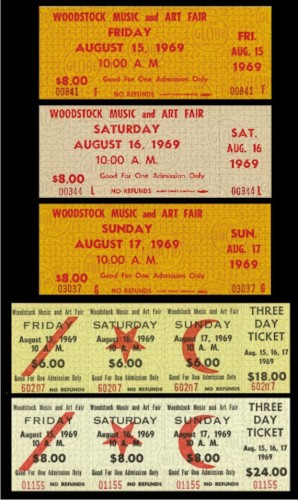 WOODSTOCK MUSIC and ART FAIR
FRIDAY
AUGUST 15, 1969
10:00 A. M.
$8.00 Good For One Admission Only
00841 F NO REFUNDS
FRI.
AUG. 15
1969
00841 F
WOODSTOCK MUSIC and ART FAIR
SATURDAY
AUGUST 16, 1969
10:00 A. M.
$8.00 Good For One Admission Only
00344 L NO REFUNDS
SAT.
AUG. 16
1969
00344 L
WOODSTOCK MUSIC and ART FAIR
SUNDAY
AUGUST 17, 1969
10:00 A. M.
$8.00 Good For One Admission Only
03037 G NO REFUNDS
SUN.
AUG. 17
1969
03037 G
Woodstock Music and Art Fair
FRIDAY
August 15, 1969
10 A. M.
$6.00
Good For One Admission Only
60207 NO REFUNDS
Woodstock Music and Art Fair
SATURDAY
August 16, 1969
10 A. M.
$6.00
Good For One Admission Only
60207 NO REFUNDS
Woodstock Music and Art Fair
SUNDAY
August 17, 1969
10 A. M.
$6.00
Good For One Admission Only
60207 NO REFUNDS
THREE
DAY
TICKET
Aug. 15, 16, 17
1969
$18.00
60207
Woodstock Music and Art Fair
FRIDAY
August 15, 1969
10 A. M.
$8.00
Good For One Admission Only
01155 NO REFUNDS
Woodstock Music and Art Fair
SATURDAY
August 16, 1969
10 A. M.
$8.00
Good For One Admission Only
01155 NO REFUNDS
Woodstock Music and Art Fair
SUNDAY
August 17, 1969
10 A. M.
$8.00
Good For One Admission Only
01155 NO REFUNDS
THREE
DAY
TICKET
Aug. 15, 16, 17
1969
$24.00
01155